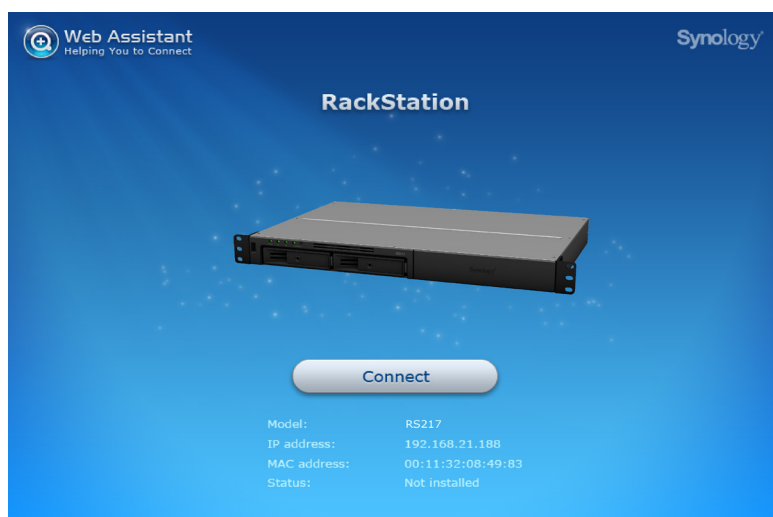 Web Assistant
Helping You to Connect
Synology
RackStation
Synology
Connect
Model: RS217
IP address: 192.168.21.188
MAC address: 00:11:32:08:49:83
Status: Not installed